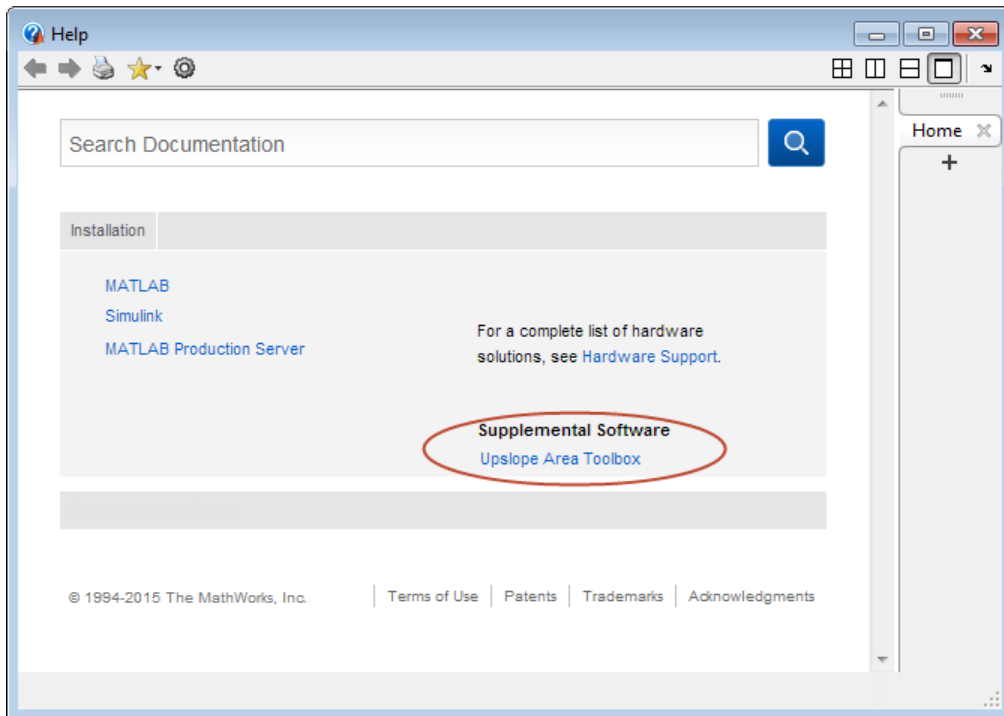 Help
Home
Search Documentation
Installation
MATLAB
Simulink
MATLAB Production Server
For a complete list of hardware
solutions, see Hardware Support.
Supplemental Software
Upslope Area Toolbox
© 1994-2015 The MathWorks, Inc.
Terms of Use
Patents
Trademarks
Acknowledgments